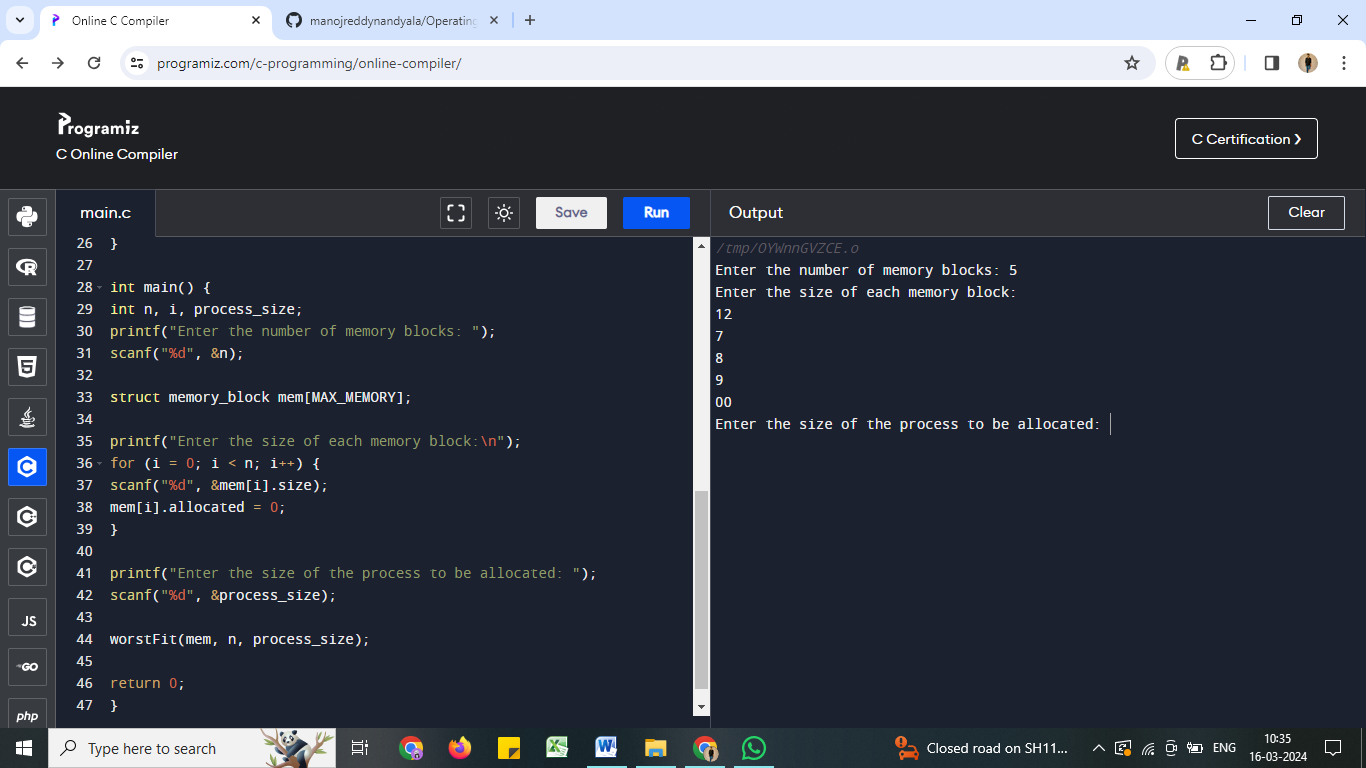 Online C Compiler
manojreddynandyala/Operating
programiz.com/c-programming/online-compiler/
Programiz
C Online Compiler
C Certification ❯
main.c
Save
Run
Output
Clear
26 }
27
28 int main() {
29 int n, i, process_size;
30 printf("Enter the number of memory blocks: ");
31 scanf("%d", &n);
32
33 struct memory_block mem[MAX_MEMORY];
34
35 printf("Enter the size of each memory block:\n");
36 for (i = 0; i < n; i++) {
37 scanf("%d", &mem[i].size);
38 mem[i].allocated = 0;
39 }
40
41 printf("Enter the size of the process to be allocated: ");
42 scanf("%d", &process_size);
43
44 worstFit(mem, n, process_size);
45
46 return 0;
47 }
/tmp/OYWnnGVZCE.o
Enter the number of memory blocks: 5
Enter the size of each memory block:
12
7
8
9
00
Enter the size of the process to be allocated:
JS
GO
php
Type here to search
Closed road on SH11...
ENG
10:35
16-03-2024